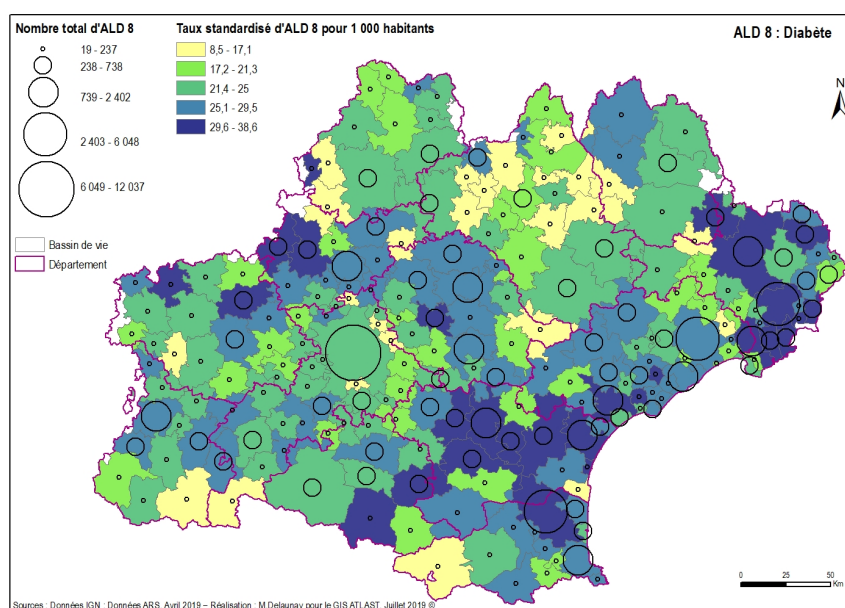 Nombre total d'ALD 8
19 - 237
238 - 738
739 - 2 402
2 403 - 6 048
6 049 - 12 037
Bassin de vie
Département
Taux standardisé d'ALD 8 pour 1 000 habitants
8,5 - 17,1
17,2 - 21,3
21,4 - 25
25,1 - 29,5
29,6 - 38,6
ALD 8 : Diabète
N
0 25 50
Km
Sources : Données IGN ; Données ARS, Avril 2019 – Réalisation : M.Delaunay pour le GIS ATLAST, Juillet 2019 ©